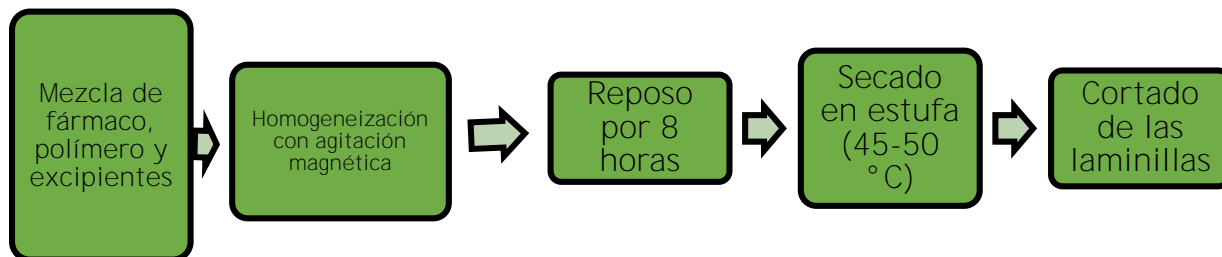 Mezcla de
fármaco,
polímero y
excipientes
Homogeneización
con agitación
magnética
Reposo
por 8
horas
Secado
en estufa
(45-50
°C)
Cortado
de las
laminillas